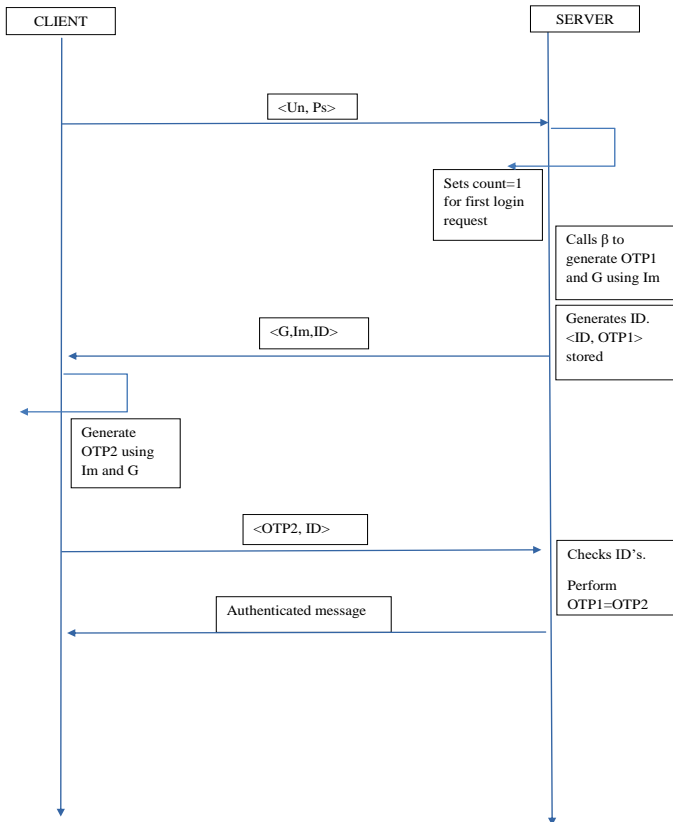 CLIENT
SERVER
<Un, Ps>
Sets count=1
for first login
request
Calls β to
generate OTP1
and G using Im
Generates ID.
<ID, OTP1>
stored
<G,Im,ID>
Generate
OTP2 using
Im and G
<OTP2, ID>
Checks ID’s.
Perform
OTP1=OTP2
Authenticated message